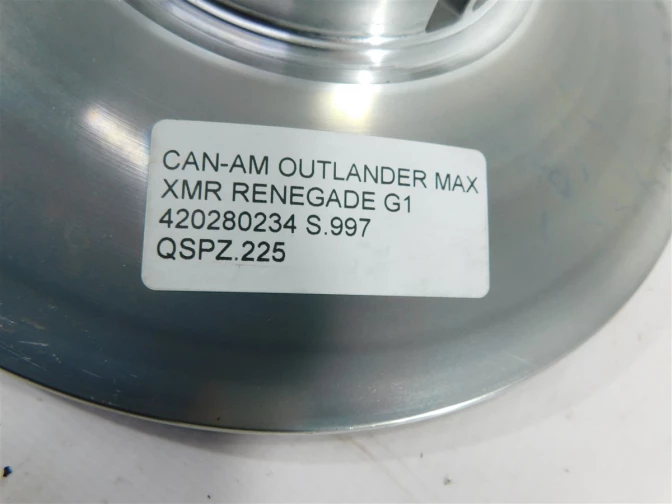 CAN-AM OUTLANDER MAX
XMR RENEGADE G1
420280234 S.997
QSPZ.225